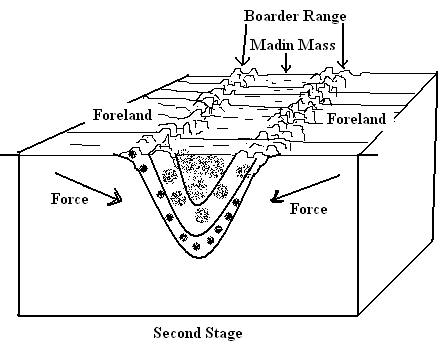 Boarder Range
Madin Mass
Foreland
Foreland
Force
Force
Second Stage